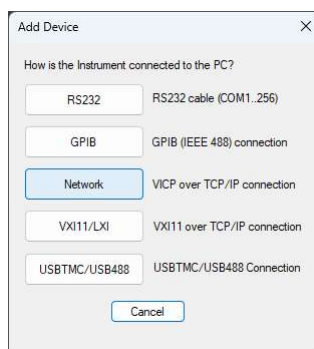 Add Device
How is the Instrument connected to the PC?
RS232 RS232 cable (COM1..256)
GPIB GPIB (IEEE 488) connection
Network VICP over TCP/IP connection
VXI11/LXI VXI11 over TCP/IP connection
USBTMC/USB488 USBTMC/USB488 Connection
Cancel